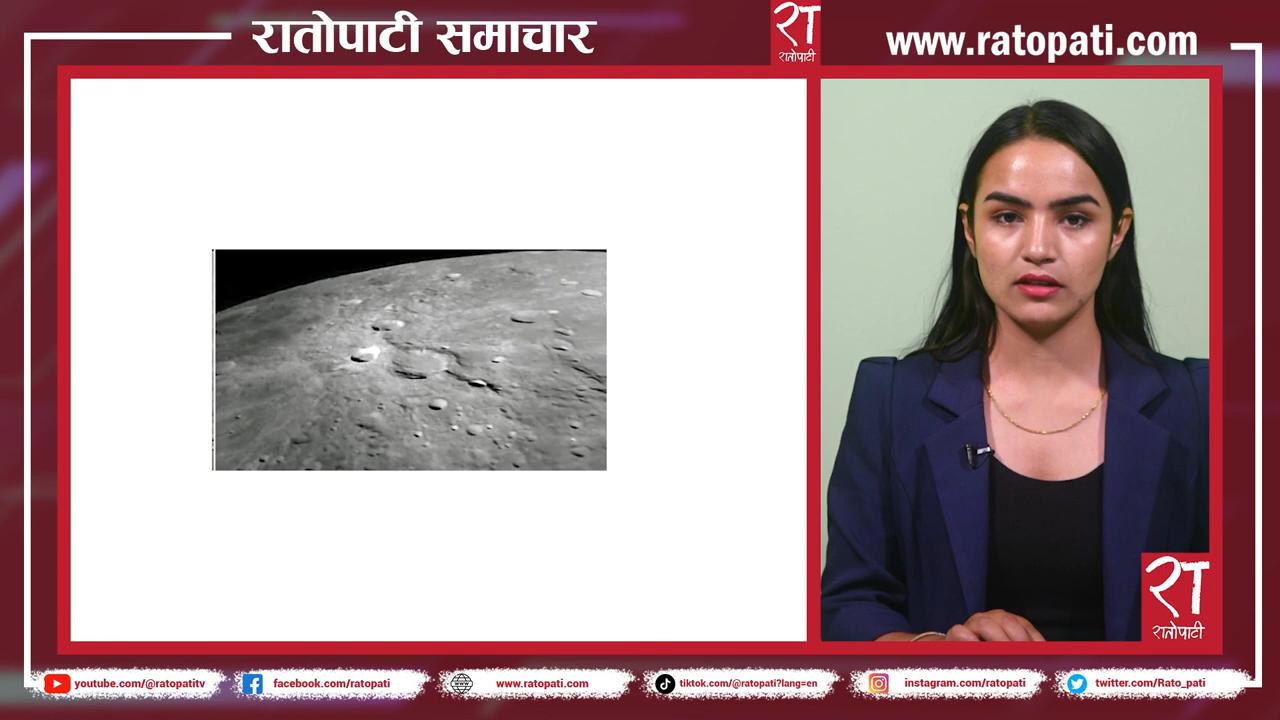 रातोपाटी समाचार
रा
रातोपाटी
www.ratopati.com
रा
रातोपाटी
youtube.com/@ratopatitv
facebook.com/ratopati
www.ratopati.com
tiktok.com/@ratopati?lang=en
instagram.com/ratopati
twitter.com/Rato_pati